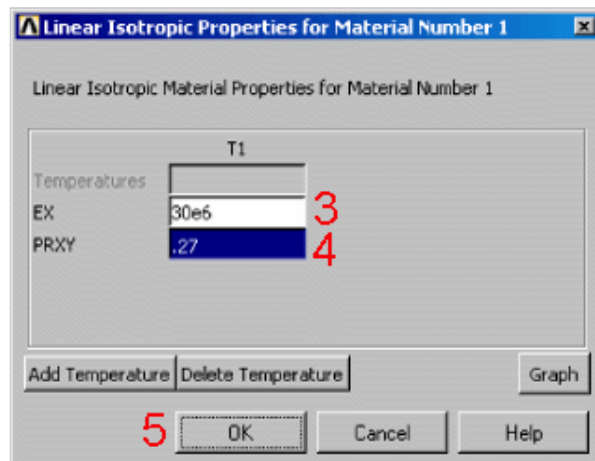 Linear Isotropic Properties for Material Number 1
Linear Isotropic Material Properties for Material Number 1
T1
Temperatures
EX 30e6 3
PRXY .27 4
Add Temperature Delete Temperature Graph
5 OK Cancel Help